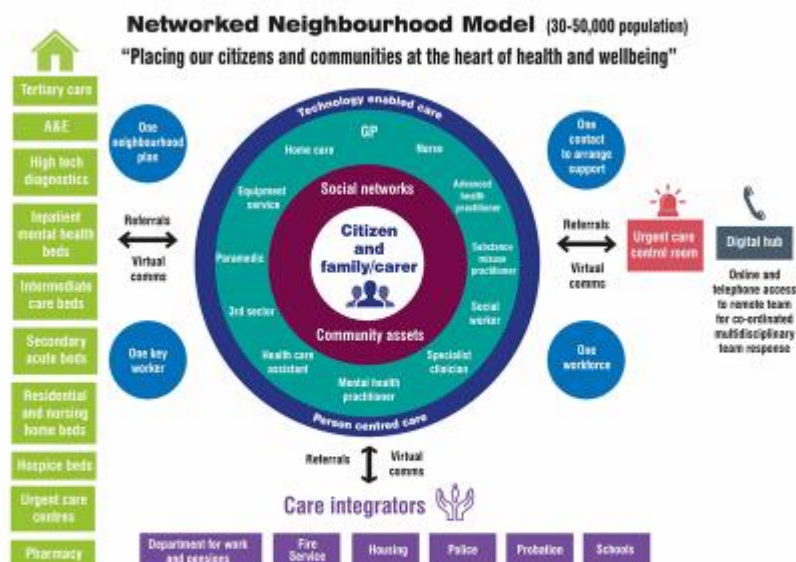 Networked Neighbourhood Model (30-50,000 population)
“Placing our citizens and communities at the heart of health and wellbeing”
Tertiary care
A&E
High tech
diagnostics
Inpatient
mental health
beds
Intermediate
care beds
Secondary
acute beds
Residential
and nursing
home beds
Hospice beds
Urgent care
centres
Pharmacy
One
neighbourhood
plan
Referrals
Virtual
comms
One key
worker
Technology enabled care
GP
Home care
Nurse
Equipment
service
Advanced
health
practitioner
Paramedic
Substance
misuse
practitioner
3rd sector
Social
worker
Health care
assistant
Specialist
clinician
Mental health
practitioner
Person centred care
Social networks
Citizen
and
family/carer
Community assets
One
contact
to arrange
support
Referrals
Virtual
comms
One
workforce
Urgent care
control room
Digital hub
Online and
telephone access
to remote team
for co-ordinated
multidisciplinary
team response
Referrals
Virtual
comms
Care integrators
Department for work
and pensions
Fire
Service
Housing
Police
Probation
Schools